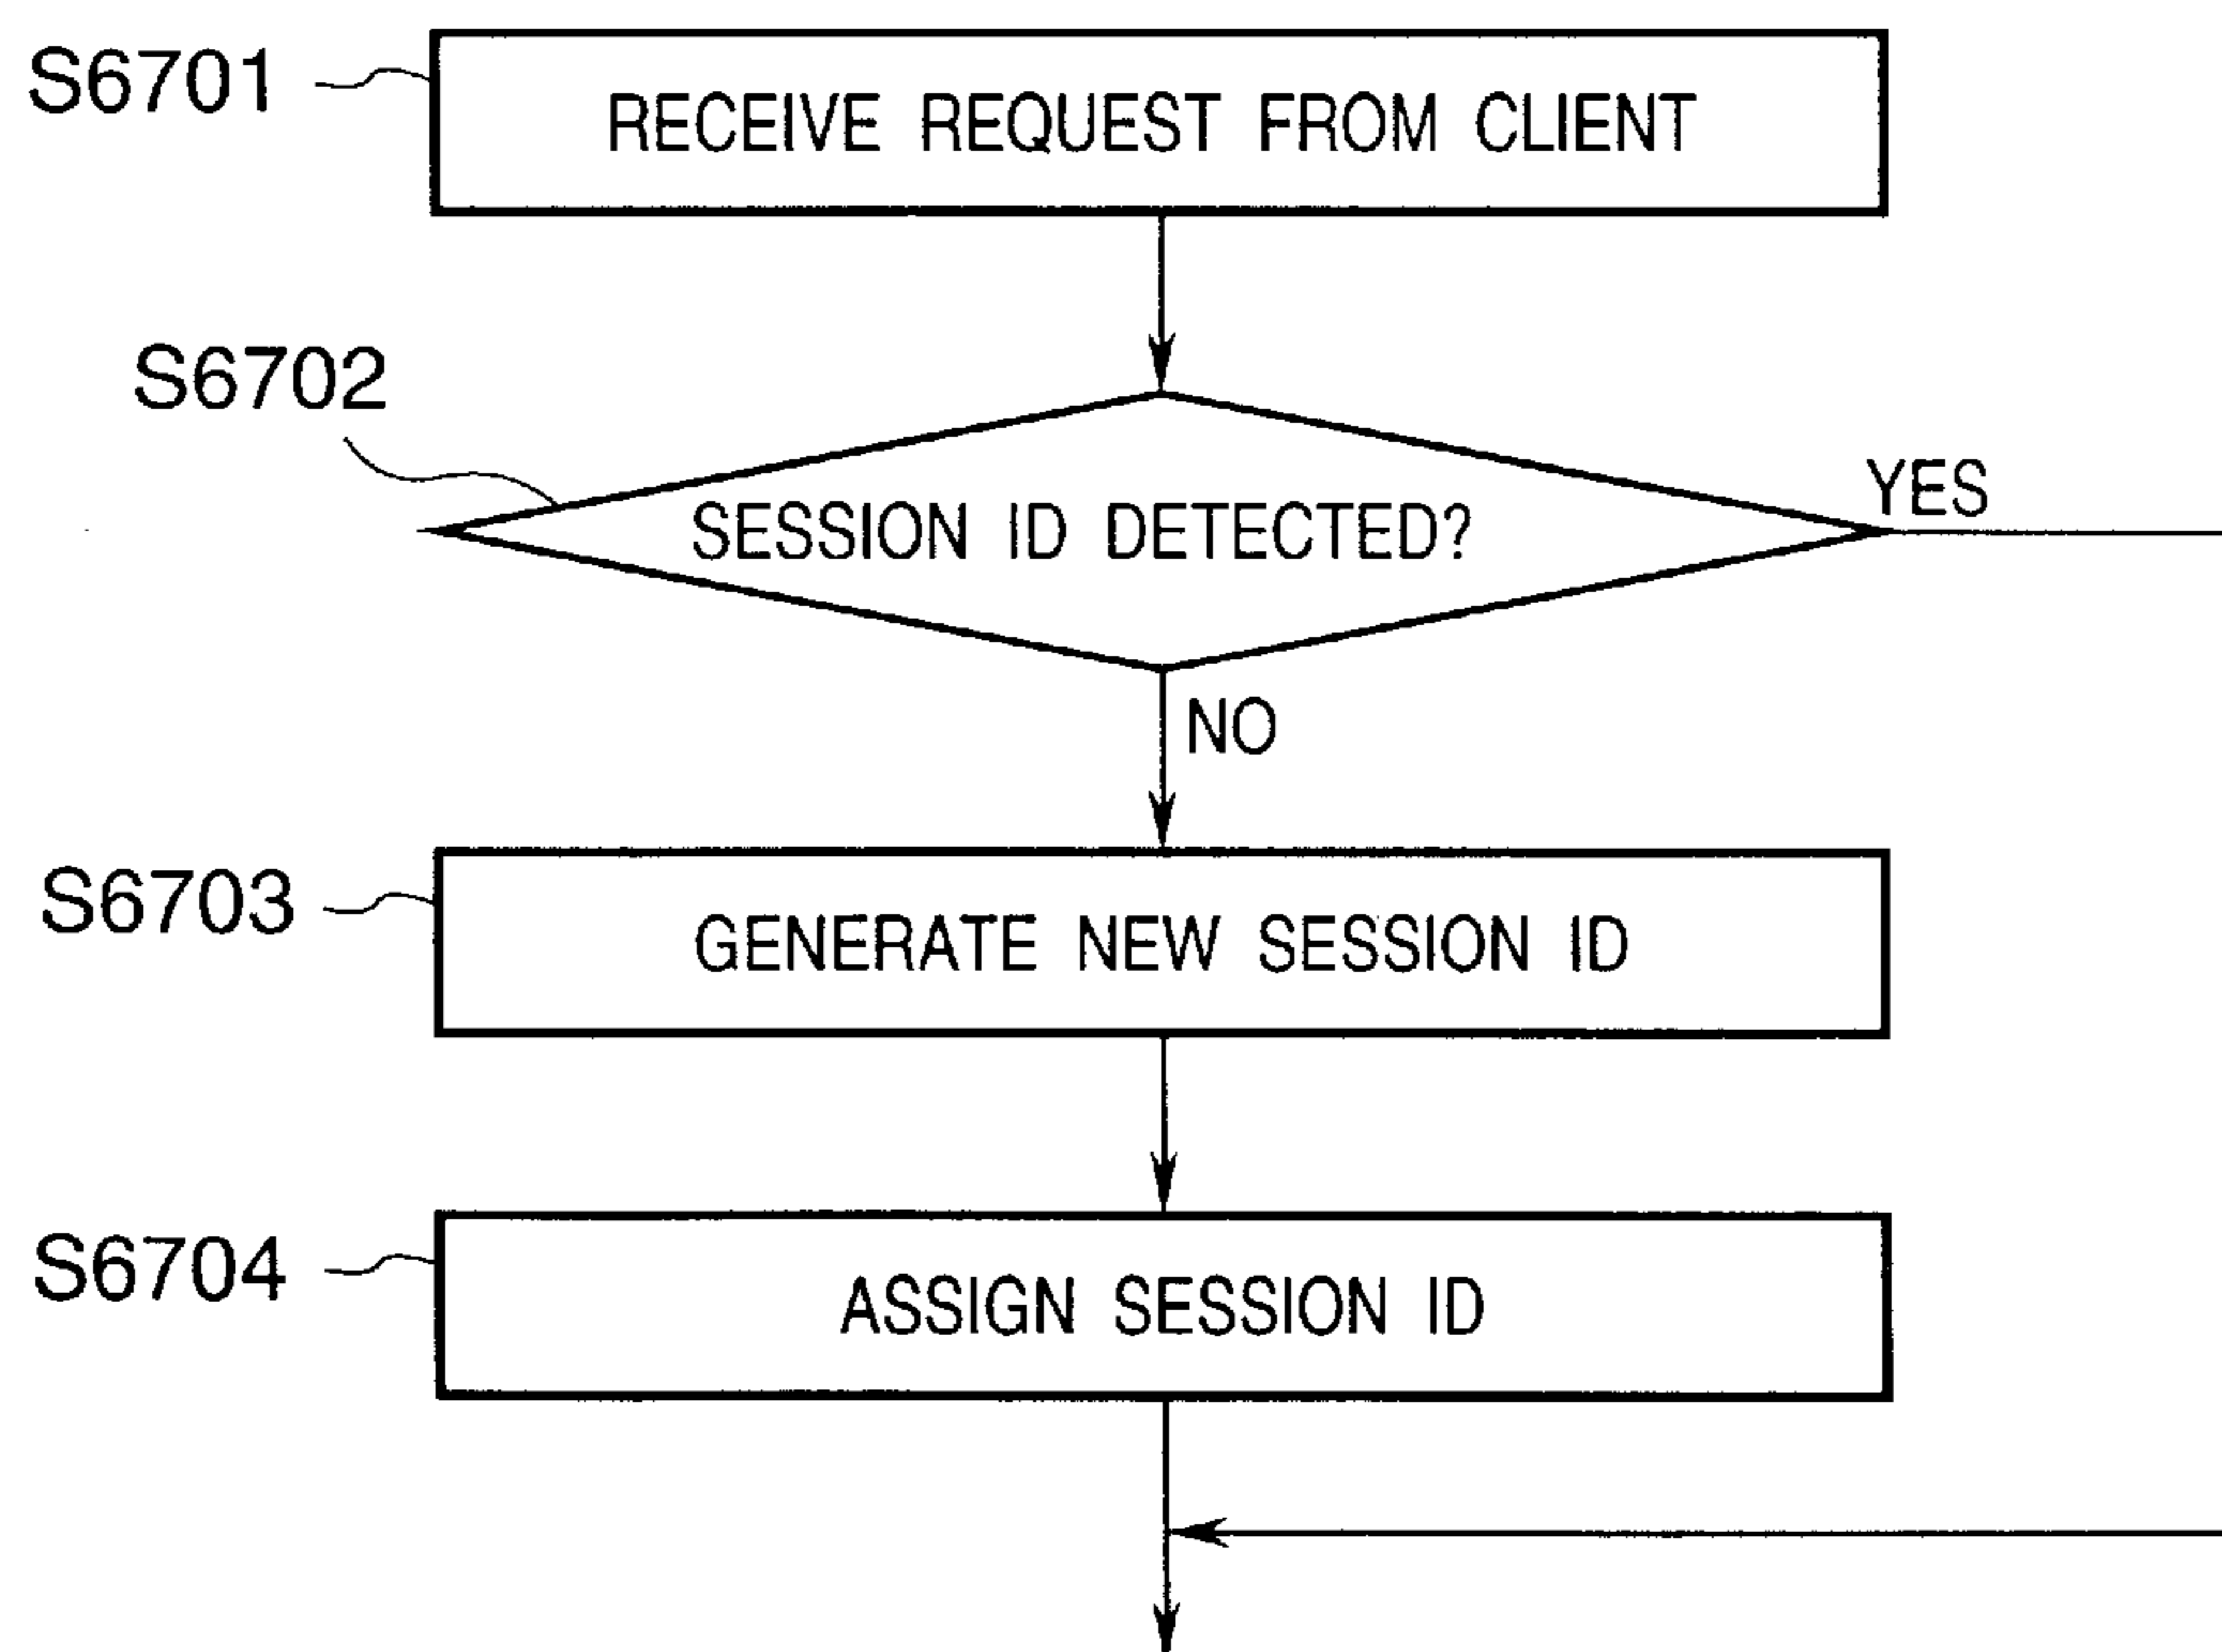 S6701
RECEIVE REQUEST FROM CLIENT
S6702
SESSION ID DETECTED?
YES
NO
S6703
GENERATE NEW SESSION ID
S6704
ASSIGN SESSION ID